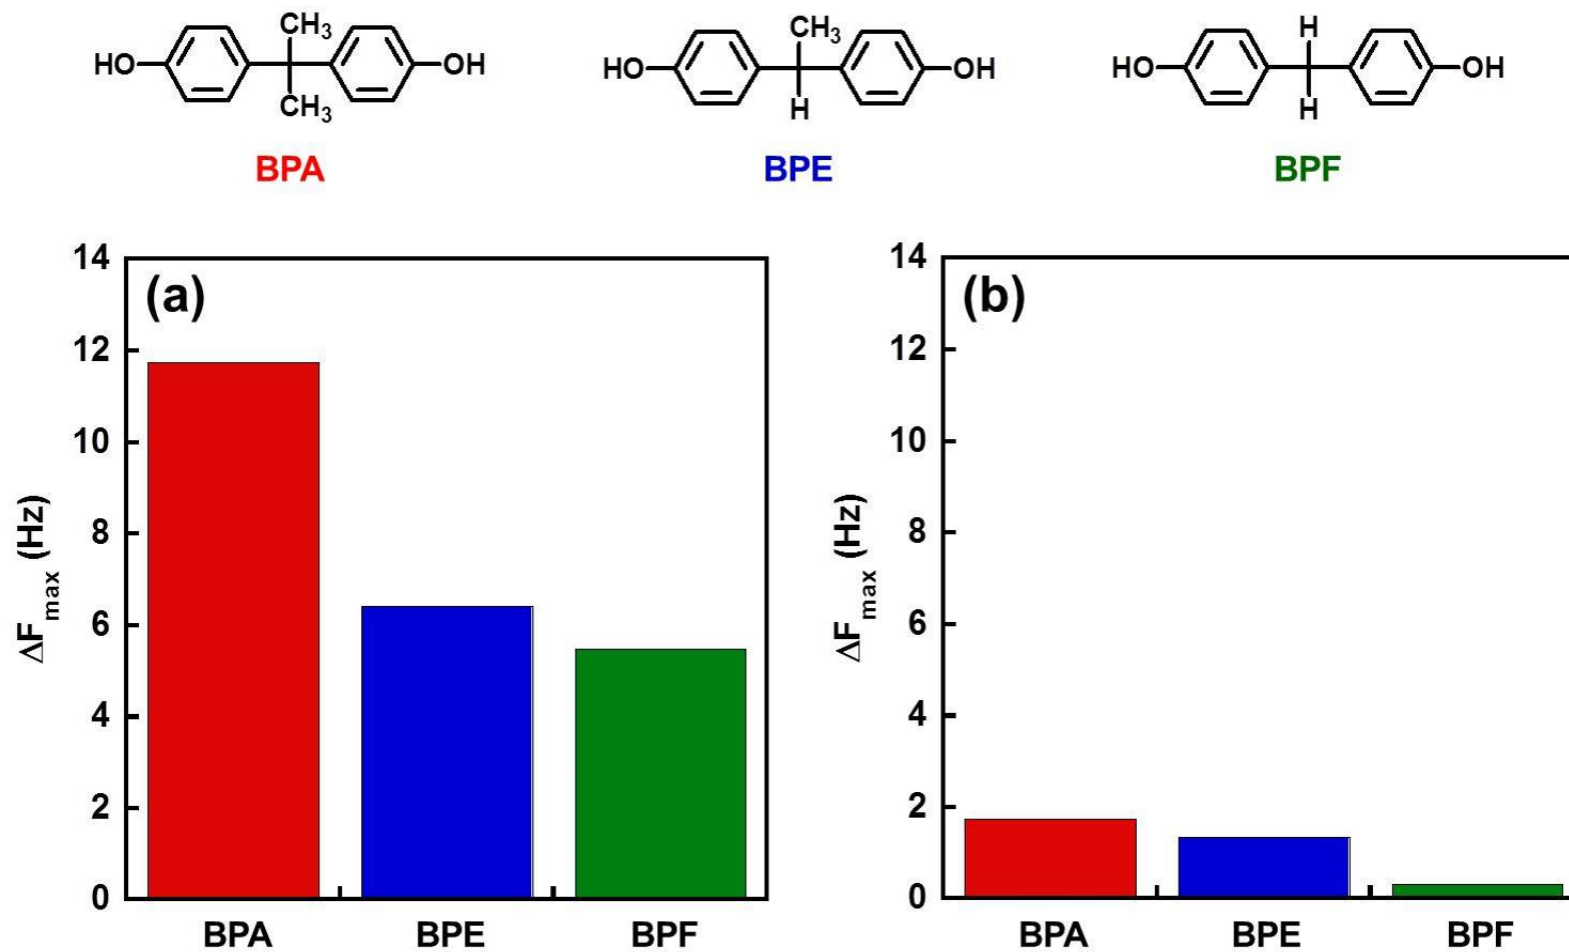 CH₃
HO OH
CH₃
BPA
CH₃
HO OH
H
BPE
H
HO OH
H
BPF
(a)
14
12
10
8
6
4
2
0
ΔFmax (Hz)
BPA BPE BPF
(b)
14
12
10
8
6
4
2
0
ΔFmax (Hz)
BPA BPE BPF